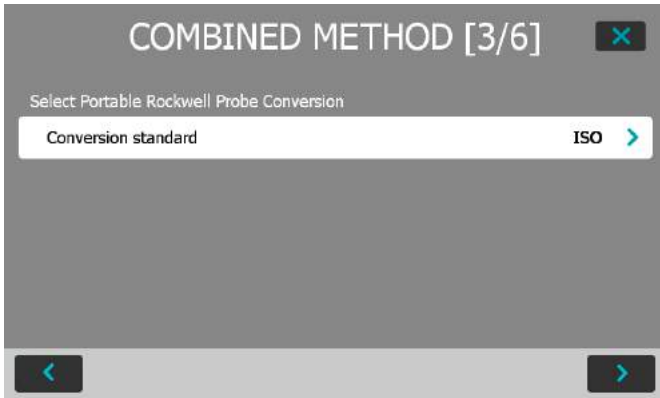 COMBINED METHOD [3/6]
Select Portable Rockwell Probe Conversion
Conversion standard ISO